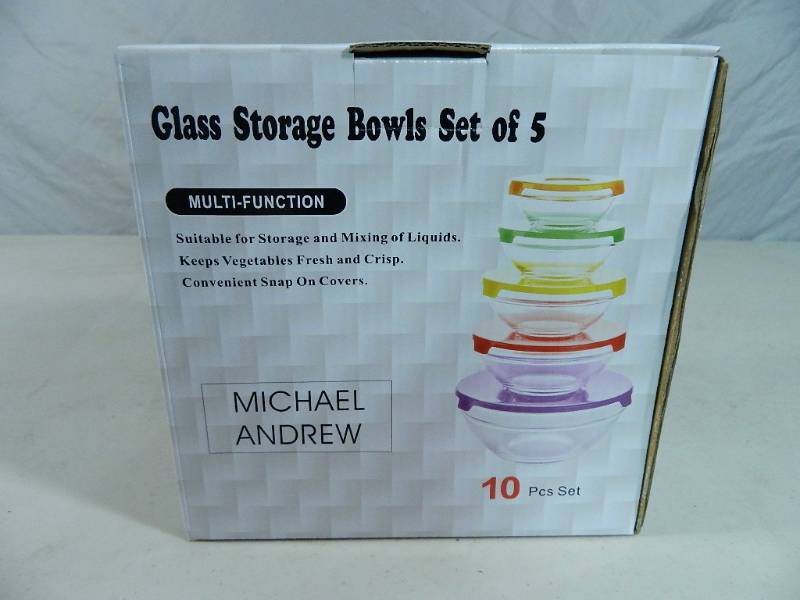 Glass Storage Bowls Set of 5
MULTI-FUNCTION
Suitable for Storage and Mixing of Liquids.
Keeps Vegetables Fresh and Crisp.
Convenient Snap On Covers.
MICHAEL
ANDREW
10 Pcs Set